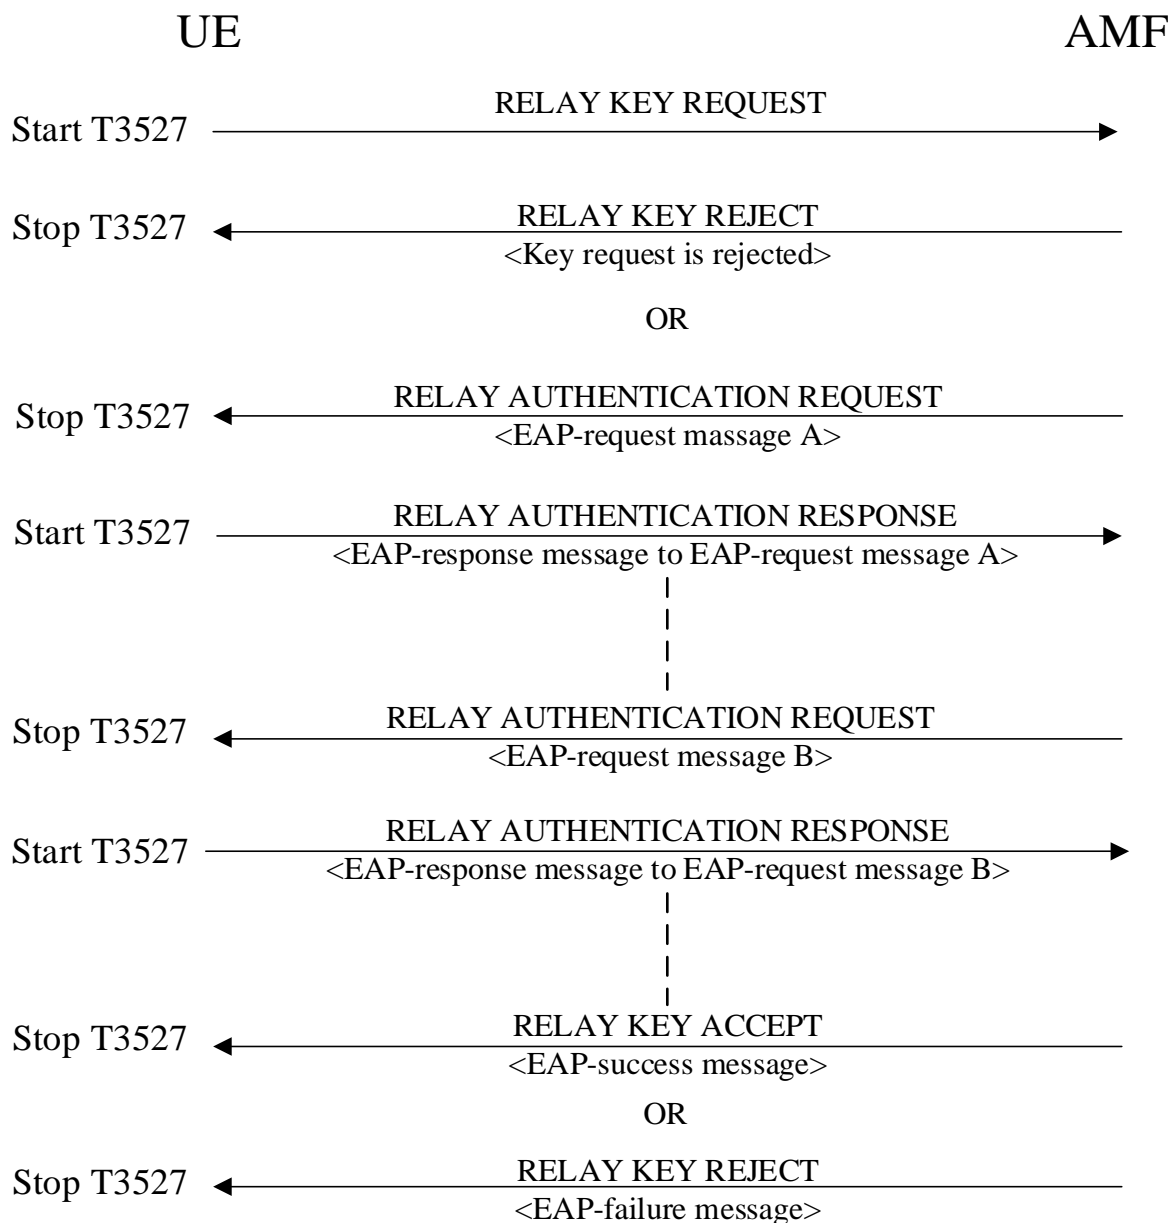 UE
AMF
RELAY KEY REQUEST
Start T3527
RELAY KEY REJECT
Stop T3527
<Key request is rejected>
OR
RELAY AUTHENTICATION REQUEST
Stop T3527
<EAP-request massage A>
RELAY AUTHENTICATION RESPONSE
Start T3527
<EAP-response message to EAP-request message A>
RELAY AUTHENTICATION REQUEST
Stop T3527
<EAP-request message B>
RELAY AUTHENTICATION RESPONSE
Start T3527
<EAP-response message to EAP-request message B>
RELAY KEY ACCEPT
Stop T3527
<EAP-success message>
OR
RELAY KEY REJECT
Stop T3527
<EAP-failure message>